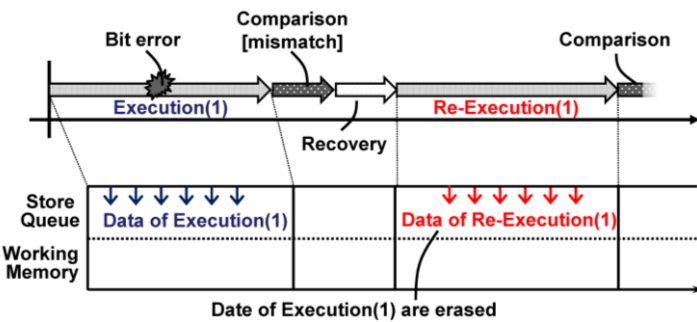 Comparison
[mismatch]
Bit error
Comparison
Execution(1)
Re-Execution(1)
Recovery
Store
Queue
Data of Execution(1)
Data of Re-Execution(1)
Working
Memory
Date of Execution(1) are erased